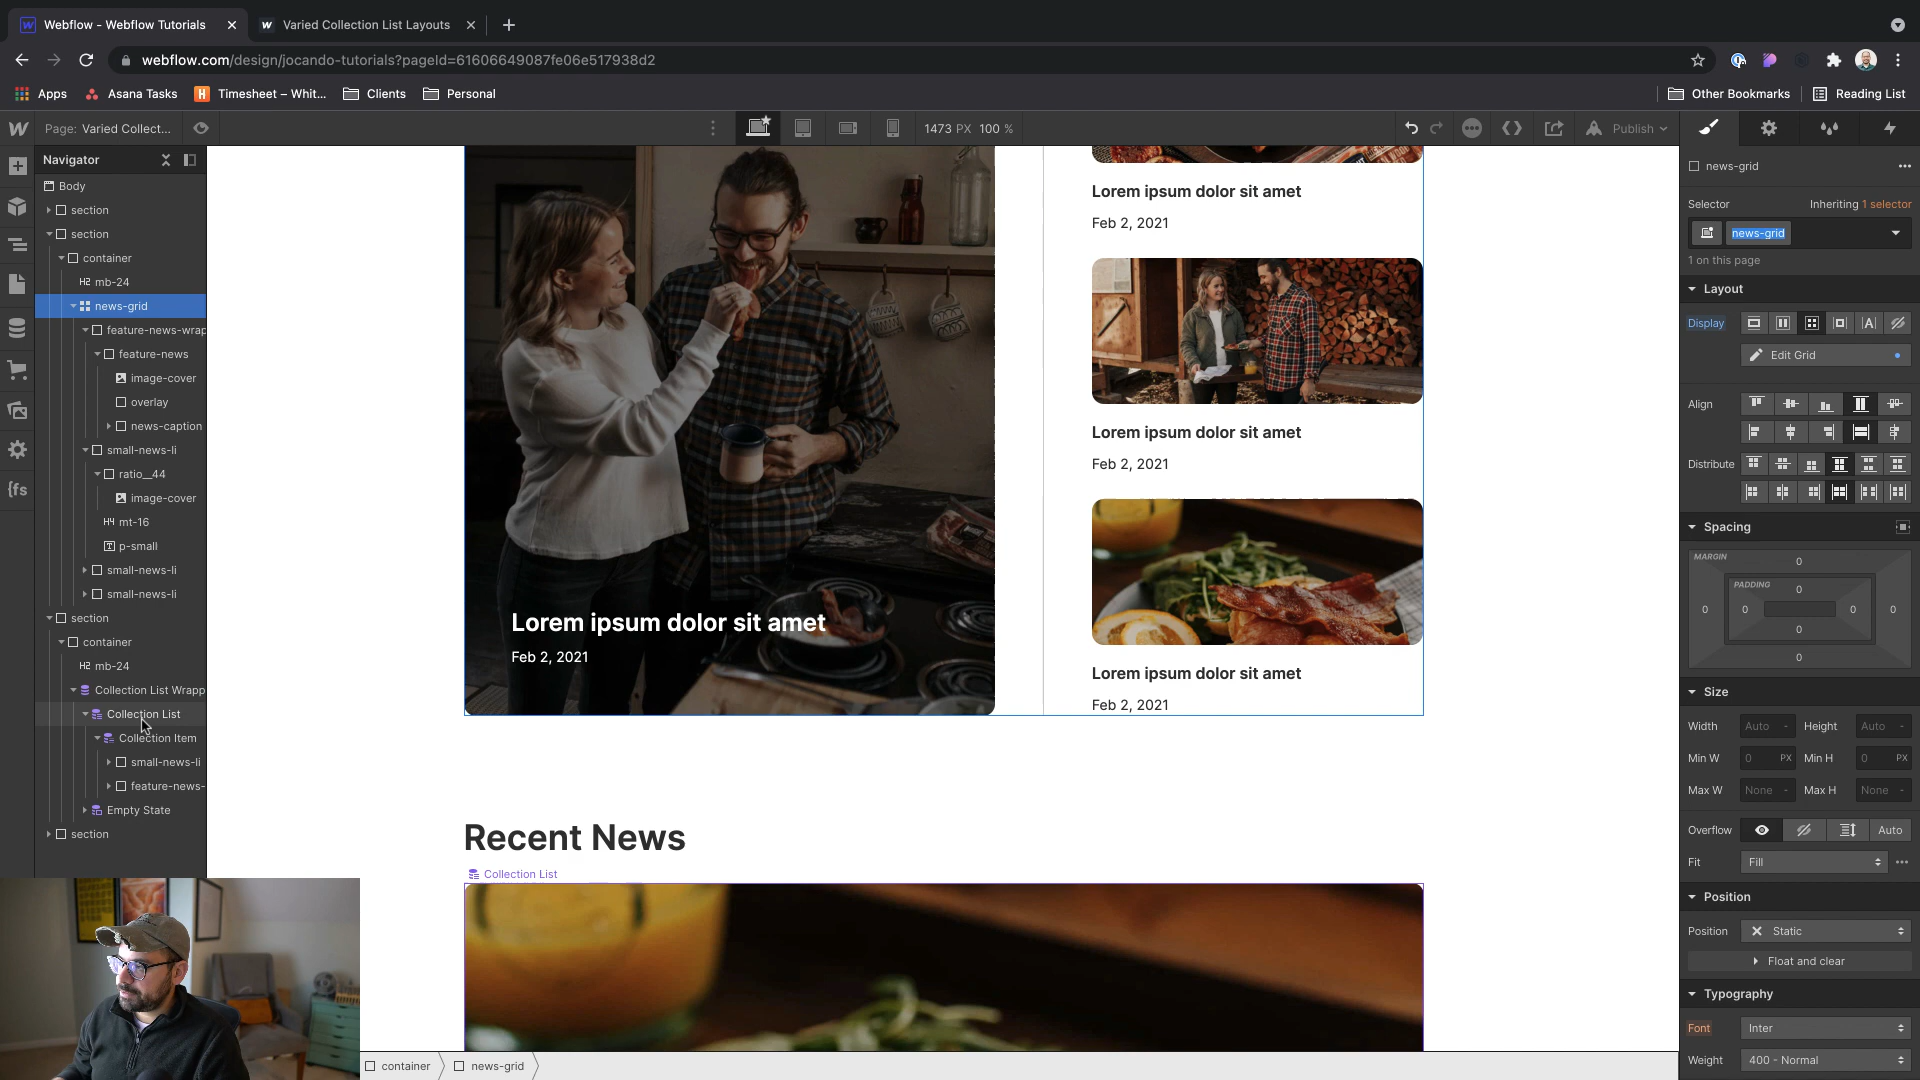 Webflow - Webflow Tutorials
Varied Collection List Layouts
webflow.com/design/jocando-tutorials?pageId=61606649087fe06e517938d2
Apps
Asana Tasks
Timesheet – Whit...
Clients
Personal
Other Bookmarks
Reading List
Page: Varied Collect...
1473 PX 100 %
Publish
Navigator
Body
section
section
container
H2 mb-24
news-grid
feature-news-wrap
feature-news
image-cover
overlay
news-caption
small-news-li
ratio__44
image-cover
H4 mt-16
p-small
small-news-li
small-news-li
section
container
H2 mb-24
Collection List Wrapp
Collection List
Collection Item
small-news-li
feature-news-
Empty State
section
Lorem ipsum dolor sit amet
Feb 2, 2021
Lorem ipsum dolor sit amet
Feb 2, 2021
Lorem ipsum dolor sit amet
Feb 2, 2021
Lorem ipsum dolor sit amet
Feb 2, 2021
Recent News
Collection List
container
news-grid
news-grid
Selector
Inheriting 1 selector
news-grid
1 on this page
Layout
Display
Edit Grid
Align
Distribute
Spacing
MARGIN
0
PADDING
0
0 0 0 0
0
0
Size
Width Auto - Height Auto -
Min W 0 PX Min H 0 PX
Max W None - Max H None -
Overflow Auto
Fit Fill
Position
Position Static
Float and clear
Typography
Font Inter
Weight 400 - Normal